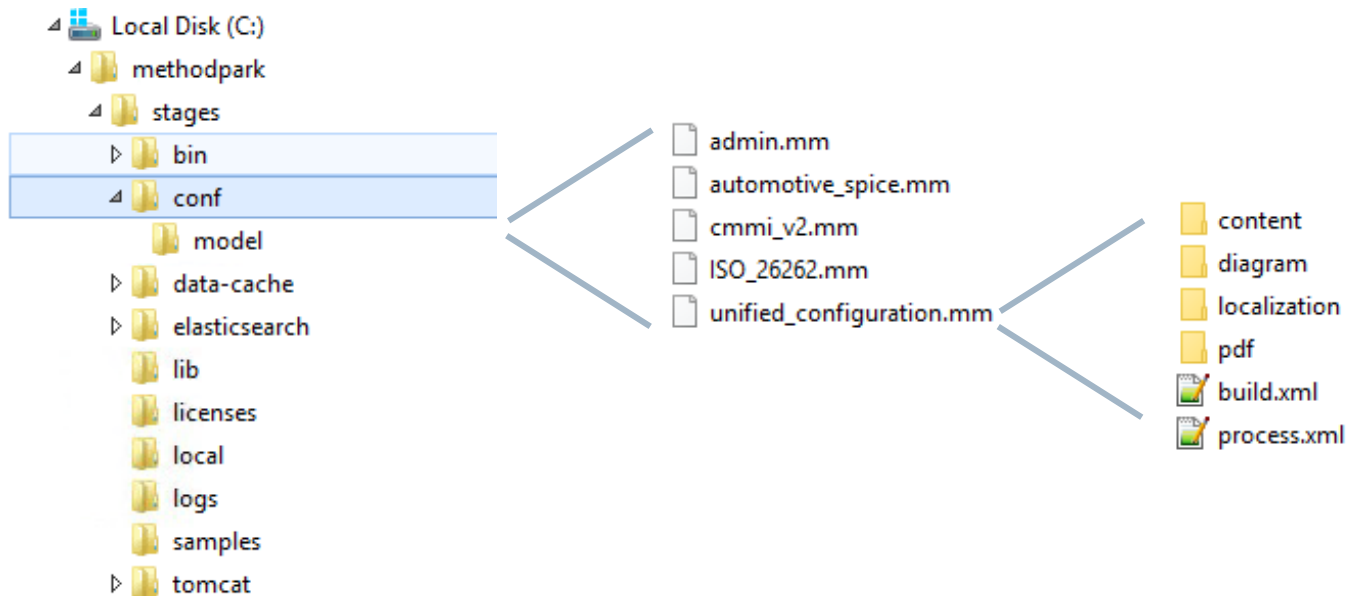 Local Disk (C:)
methodpark
stages
bin
conf
model
data-cache
elasticsearch
lib
licenses
local
logs
samples
tomcat
admin.mm
automotive_spice.mm
cmmi_v2.mm
ISO_26262.mm
unified_configuration.mm
content
diagram
localization
pdf
build.xml
process.xml